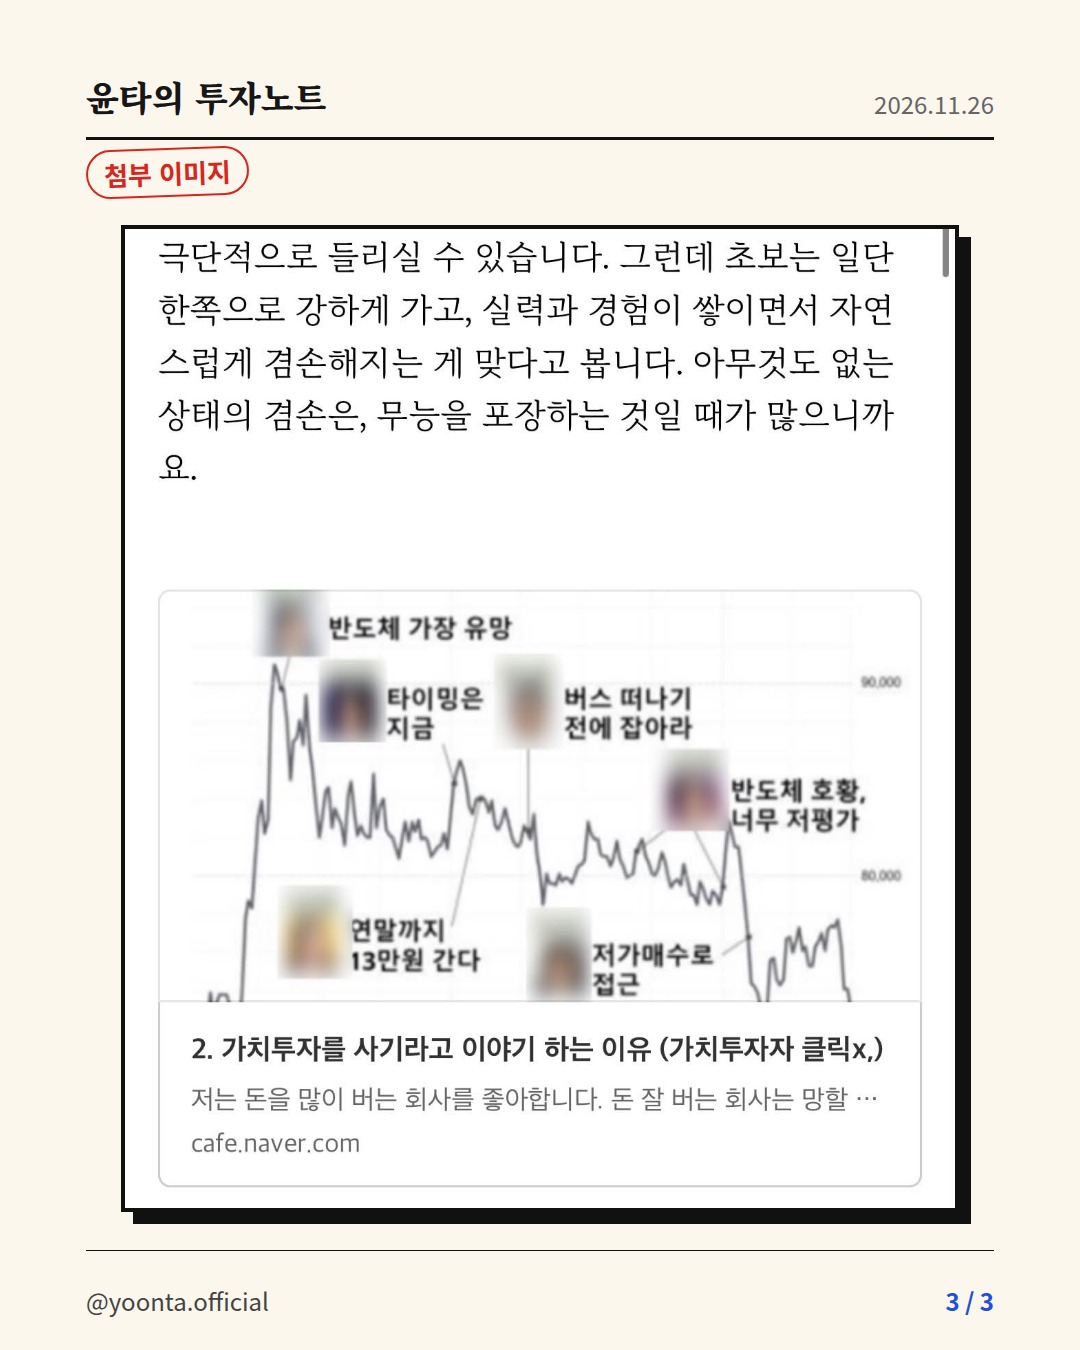 윤타의 투자노트
2026.11.26
첨부 이미지
극단적으로 들리실 수 있습니다. 그런데 초보는 일단
한쪽으로 강하게 가고, 실력과 경험이 쌓이면서 자연
스럽게 겸손해지는 게 맞다고 봅니다. 아무것도 없는
상태의 겸손은, 무능을 포장하는 것일 때가 많으니까
요.
반도체 가장 유망
90,000
타이밍은
지금
버스 떠나기
전에 잡아라
반도체 호황,
너무 저평가
80,000
연말까지
13만원 간다
저가매수로
접근
2. 가치투자를 사기라고 이야기 하는 이유 (가치투자자 클릭x,)
저는 돈을 많이 버는 회사를 좋아합니다. 돈 잘 버는 회사는 망할 …
cafe.naver.com
@yoonta.official
3 / 3